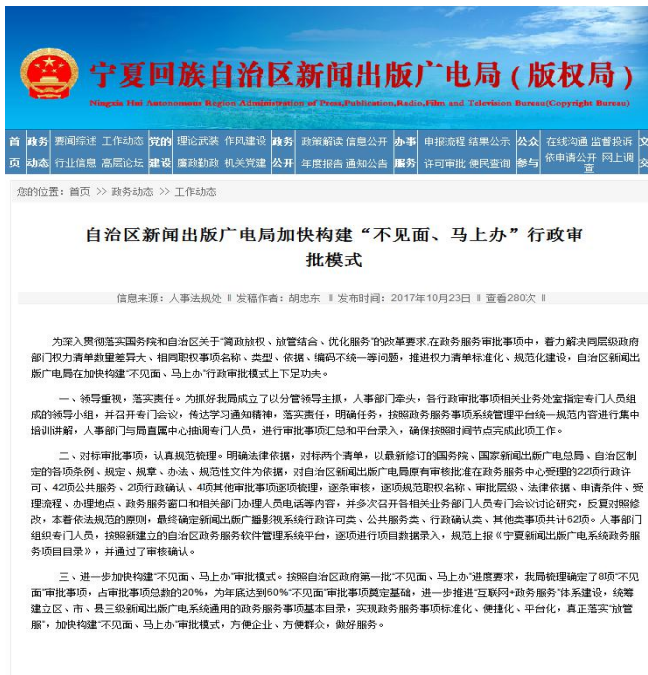 宁夏回族自治区新闻出版广电局（版权局）
Ningxia Hui Autonomous Region Administration of Press,Publication,Radio,Film and Television Bureau(Copyright Bureau)
首 政务 要闻综述 工作动态 党的 理论武装 作风建设 政务 政策解读 信息公开 办事 申报流程 结果公示 公众 在线沟通 监督投诉 文
页 动态 行业信息 高层论坛 建设 廉政勤政 机关党建 公开 年度报告 通知公告 服务 许可审批 便民查询 参与 依申请公开 网上调查 交
您的位置：首页 >> 政务动态 >> 工作动态
自治区新闻出版广电局加快构建“不见面、马上办”行政审
批模式
信息来源：人事法规处 ‖ 发稿作者：胡忠东 ‖ 发布时间：2017年10月23日 ‖ 查看280次 ‖
为深入贯彻落实国务院和自治区关于“简政放权、放管结合、优化服务”的改革要求,在政务服务审批事项中，着力解决同层级政府
部门权力清单数量差异大、相同职权事项名称、类型、依据、编码不统一等问题，推进权力清单标准化、规范化建设，自治区新闻出
版广电局在加快构建“不见面、马上办”行政审批模式上下足功夫。
一、领导重视，落实责任。为抓好我局成立了以分管领导主抓，人事部门牵头，各行政审批事项相关业务处室指定专门人员组
成的领导小组，并召开专门会议，传达学习通知精神，落实责任，明确任务，按照政务服务事项系统管理平台统一规范内容进行集中
培训讲解，人事部门与局直属中心抽调专门人员，进行审批事项汇总和平台录入，确保按照时间节点完成此项工作。
二、对标审批事项，认真规范梳理。明确法律依据，对标两个清单，以最新修订的国务院、国家新闻出版广电总局、自治区制
定的各项条例、规定、规章、办法、规范性文件为依据，对自治区新闻出版广电局原有审核批准在政务服务中心受理的22项行政许
可、42项公共服务、2项行政确认、4项其他审批事项逐项梳理，逐条审核，逐项规范职权名称、审批层级、法律依据、申请条件、受
理流程、办理地点、政务服务窗口和相关部门办理人员电话等内容，并多次召开各相关业务部门人员专门会议讨论研究，反复对照修
改，本着依法规范的原则，最终确定新闻出版广播影视系统行政许可类、公共服务类、行政确认类、其他类事项共计62项。人事部门
组织专门人员，按照新建立的自治区政务服务软件管理系统平台，逐项进行项目数据录入，规范上报《宁夏新闻出版广电系统政务服
务项目目录》，并通过了审核确认。
三、进一步加快构建“不见面、马上办”审批模式。按照自治区政府第一批“不见面、马上办”进度要求，我局梳理确定了8项“不见
面”审批事项，占审批事项总数的20%，为年底达到60%“不见面”审批事项奠定基础，进一步推进“互联网+政务服务”体系建设，统筹
建立区、市、县三级新闻出版广电系统通用的政务服务事项基本目录，实现政务服务事项标准化、便捷化、平台化，真正落实“放管
服”，加快构建“不见面、马上办”审批模式，方便企业、方便群众，做好服务。